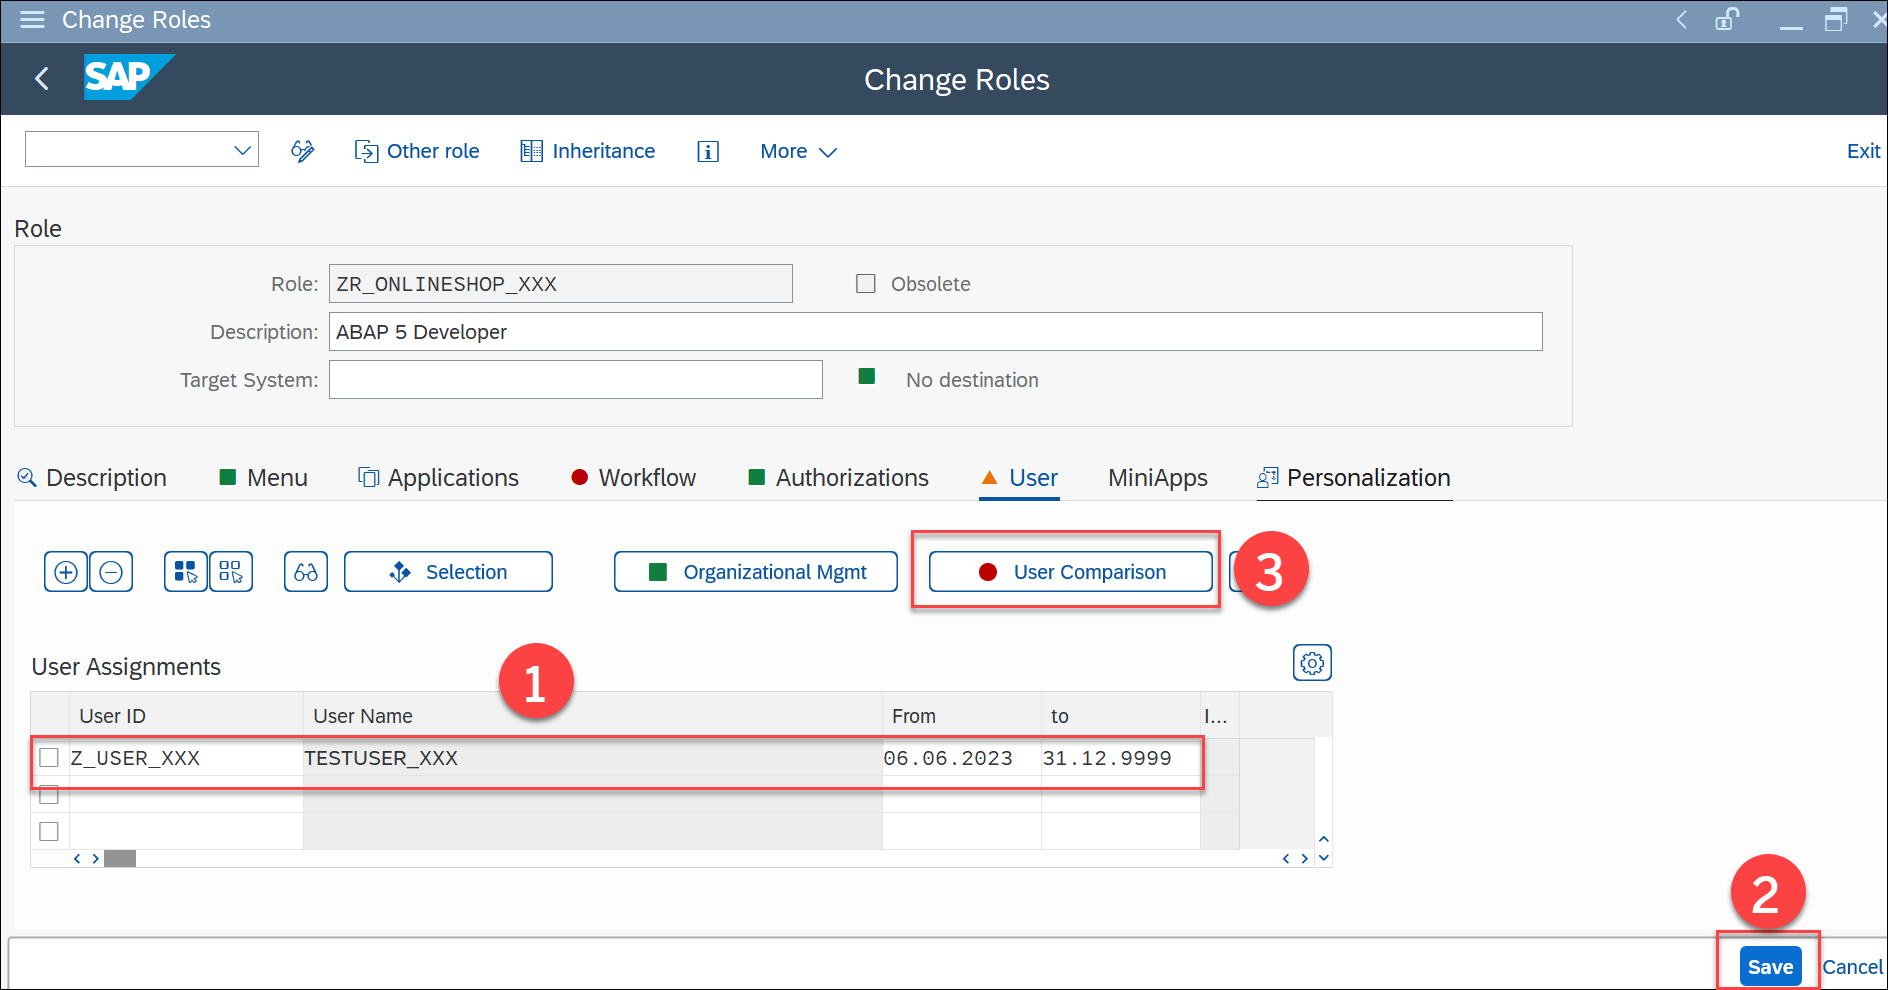 Change Roles
SAP
Change Roles
Other role
Inheritance
More
Exit
Role
Role: ZR_ONLINESHOP_XXX
Obsolete
Description: ABAP 5 Developer
Target System:
No destination
Description
Menu
Applications
Workflow
Authorizations
User
MiniApps
Personalization
Selection
Organizational Mgmt
User Comparison
3
User Assignments
1
User ID
User Name
From
to
I...
Z_USER_XXX
TESTUSER_XXX
06.06.2023
31.12.9999
2
Save
Cancel